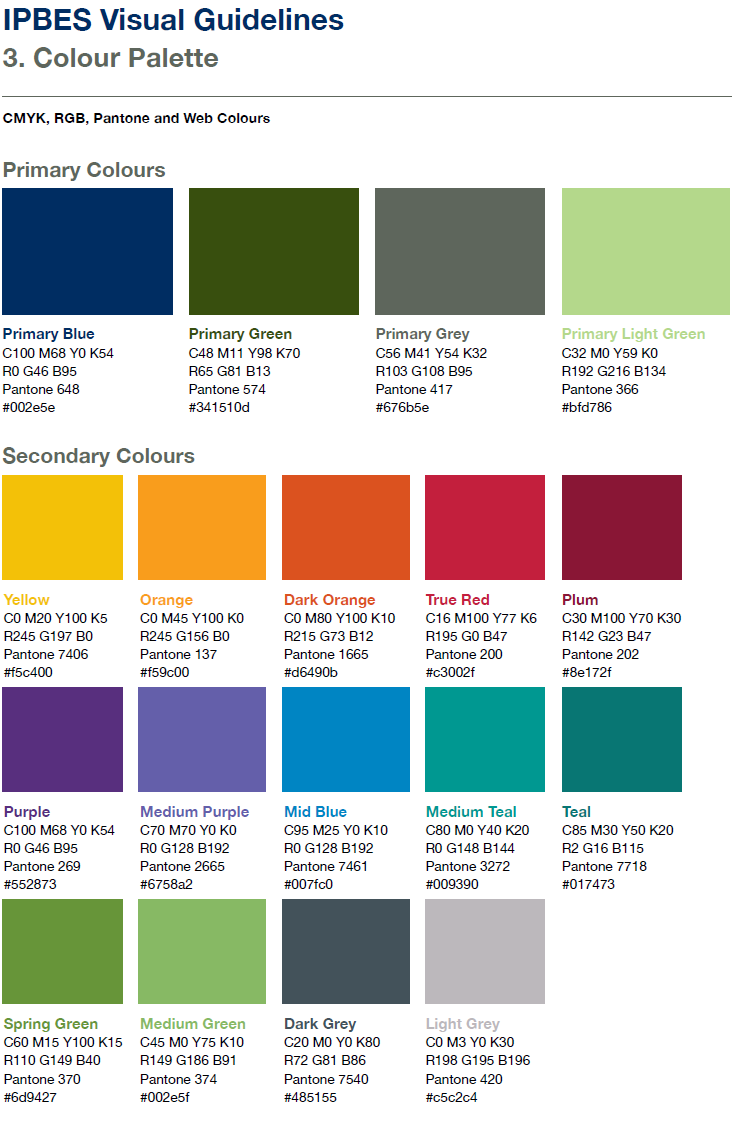 IPBES Visual Guidelines
3. Colour Palette
CMYK, RGB, Pantone and Web Colours
Primary Colours
Primary Blue
C100 M68 Y0 K54
R0 G46 B95
Pantone 648
#002e5e
Primary Green
C48 M11 Y98 K70
R65 G81 B13
Pantone 574
#341510d
Primary Grey
C56 M41 Y54 K32
R103 G108 B95
Pantone 417
#676b5e
Primary Light Green
C32 M0 Y59 K0
R192 G216 B134
Pantone 366
#bfd786
Secondary Colours
Yellow
C0 M20 Y100 K5
R245 G197 B0
Pantone 7406
#f5c400
Orange
C0 M45 Y100 K0
R245 G156 B0
Pantone 137
#f59c00
Dark Orange
C0 M80 Y100 K10
R215 G73 B12
Pantone 1665
#d6490b
True Red
C16 M100 Y77 K6
R195 G0 B47
Pantone 200
#c3002f
Plum
C30 M100 Y70 K30
R142 G23 B47
Pantone 202
#8e172f
Purple
C100 M68 Y0 K54
R0 G46 B95
Pantone 269
#552873
Medium Purple
C70 M70 Y0 K0
R0 G128 B192
Pantone 2665
#6758a2
Mid Blue
C95 M25 Y0 K10
R0 G128 B192
Pantone 7461
#007fc0
Medium Teal
C80 M0 Y40 K20
R0 G148 B144
Pantone 3272
#009390
Teal
C85 M30 Y50 K20
R2 G16 B115
Pantone 7718
#017473
Spring Green
C60 M15 Y100 K15
R110 G149 B40
Pantone 370
#6d9427
Medium Green
C45 M0 Y75 K10
R149 G186 B91
Pantone 374
#002e5f
Dark Grey
C20 M0 Y0 K80
R72 G81 B86
Pantone 7540
#485155
Light Grey
C0 M3 Y0 K30
R198 G195 B196
Pantone 420
#c5c2c4